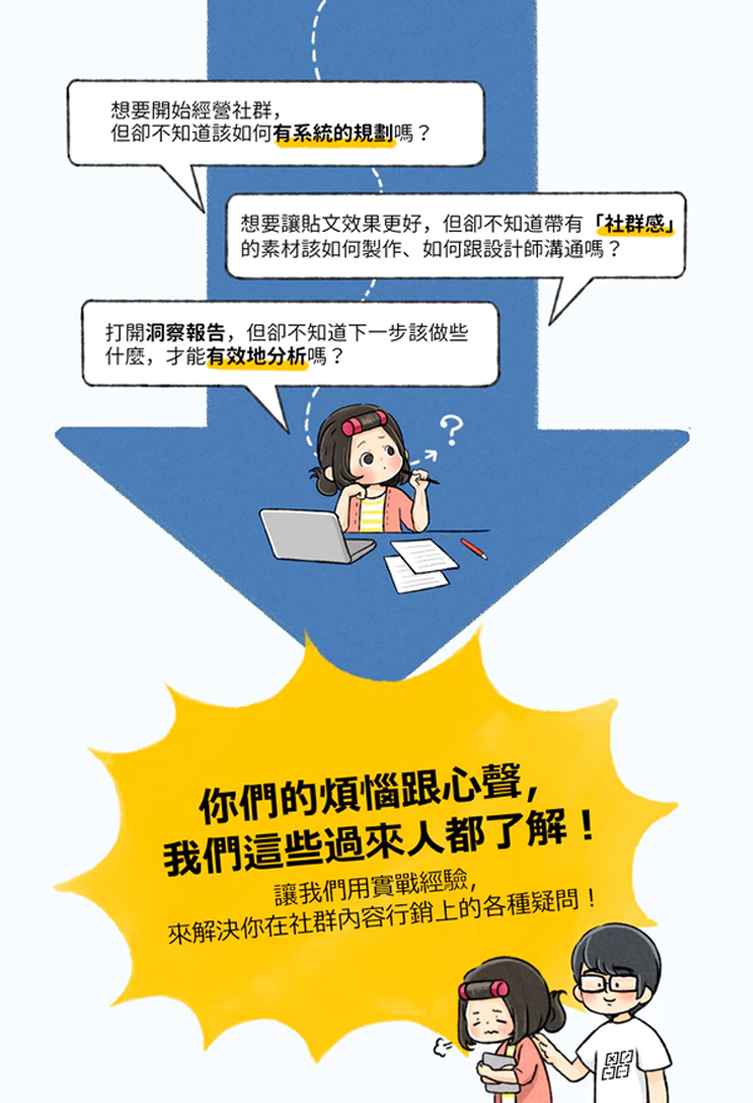 想要開始經營社群，
但卻不知道該如何有系統的規劃嗎？
想要讓貼文效果更好，但卻不知道帶有「社群感」
的素材該如何製作、如何跟設計師溝通嗎？
打開洞察報告，但卻不知道下一步該做些
什麼，才能有效地分析嗎？
?
你們的煩惱跟心聲，
我們這些過來人都了解！
讓我們用實戰經驗，
來解決你在社群內容行銷上的各種疑問！